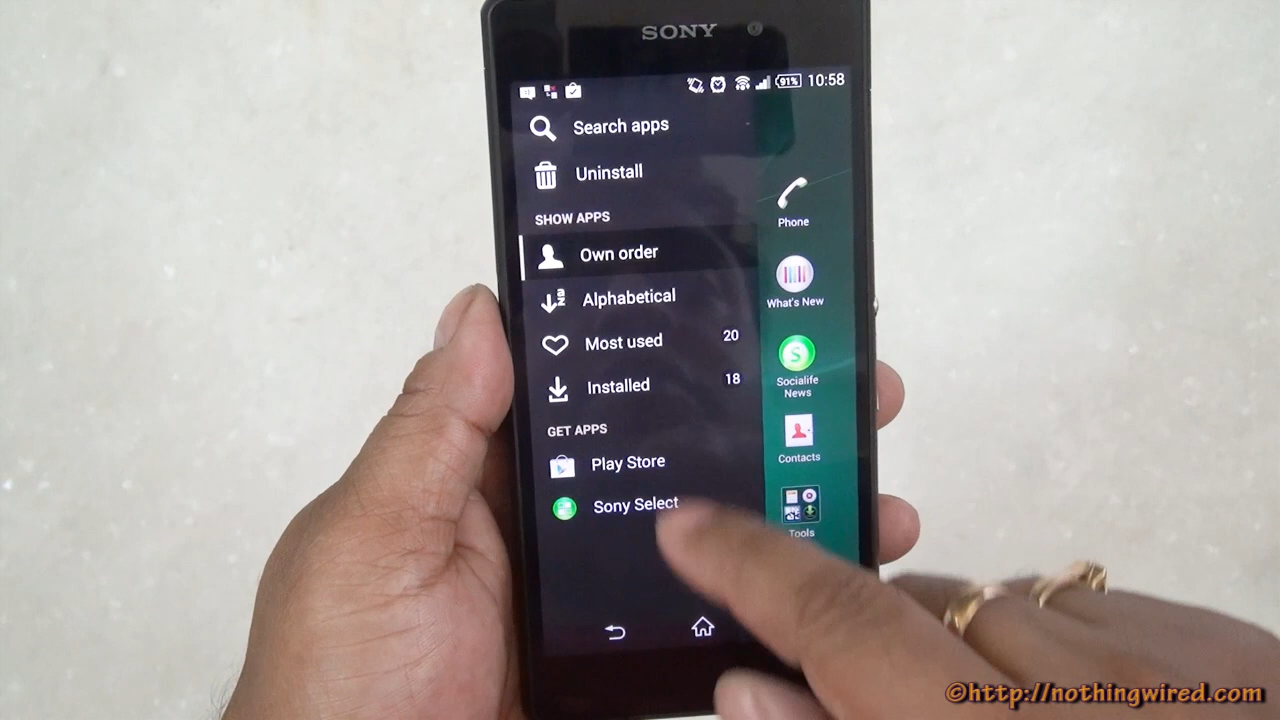 SONY
91% 10:58
Search apps
Uninstall
SHOW APPS
Own order
Alphabetical
Most used 20
Installed 18
GET APPS
Play Store
Sony Select
Phone
What's New
Socialife
News
Contacts
Tools
©http://nothingwired.com